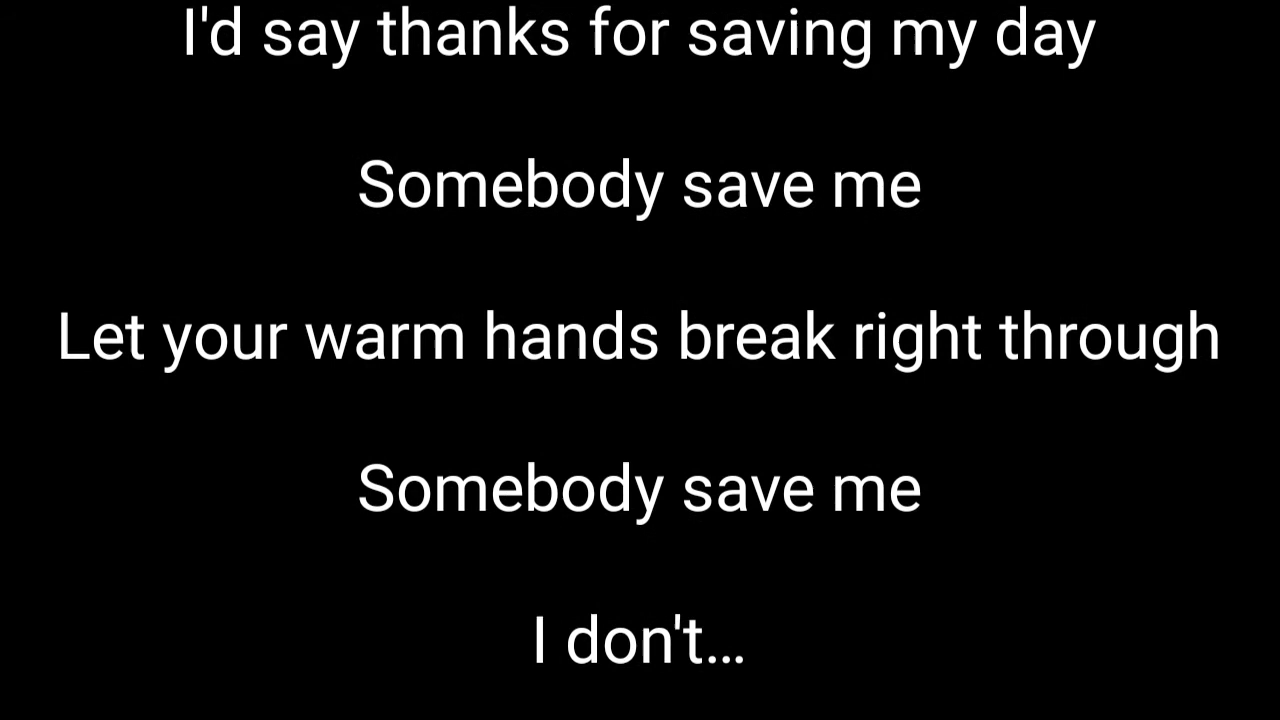 I'd say thanks for saving my day
Somebody save me
Let your warm hands break right through
Somebody save me
I don't…